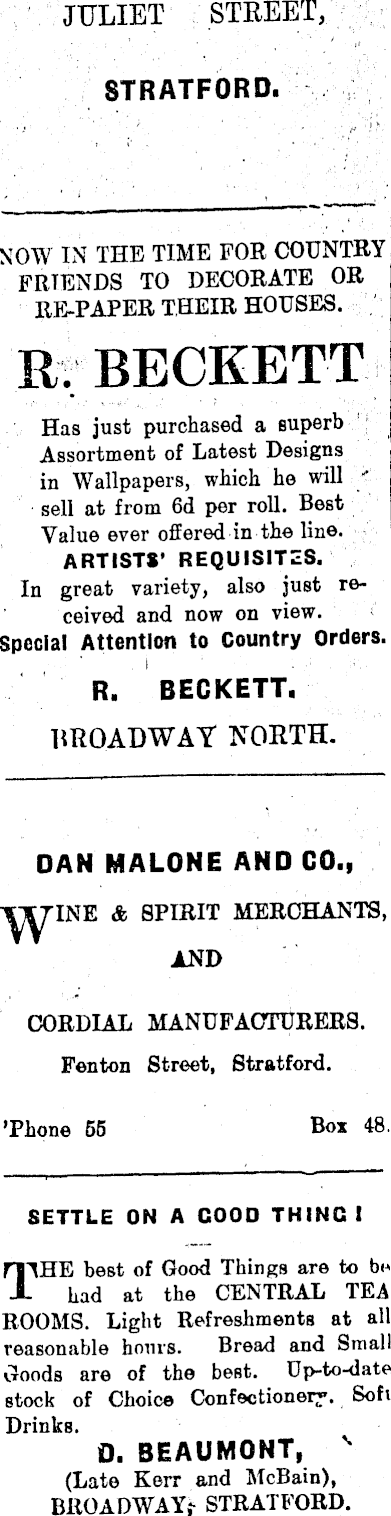 JULIET STREET,
STRATFORD.
NOW IN THE TIME FOR COUNTRY
FRIENDS TO DECORATE OR
RE-PAPER THEIR HOUSES.
R. BECKETT
Has just purchased a superb
Assortment of Latest Designs
in Wallpapers, which he will
sell at from 6d per roll. Best
Value ever offered in the line.
ARTISTS' REQUISITES.
In great variety, also just re-
ceived and now on view.
Special Attention to Country Orders.
R. BECKETT,
BROADWAY NORTH.
DAN MALONE AND CO.,
WINE & SPIRIT MERCHANTS,
AND
CORDIAL MANUFACTURERS.
Fenton Street, Stratford.
'Phone 55 Box 48.
SETTLE ON A GOOD THING!
THE best of Good Things are to be
had at the CENTRAL TEA
ROOMS. Light Refreshments at all
reasonable hours. Bread and Small
Goods are of the best. Up-to-date
stock of Choice Confectionery. Soft
Drinks.
D. BEAUMONT,
(Late Kerr and McBain),
BROADWAY, STRATFORD.